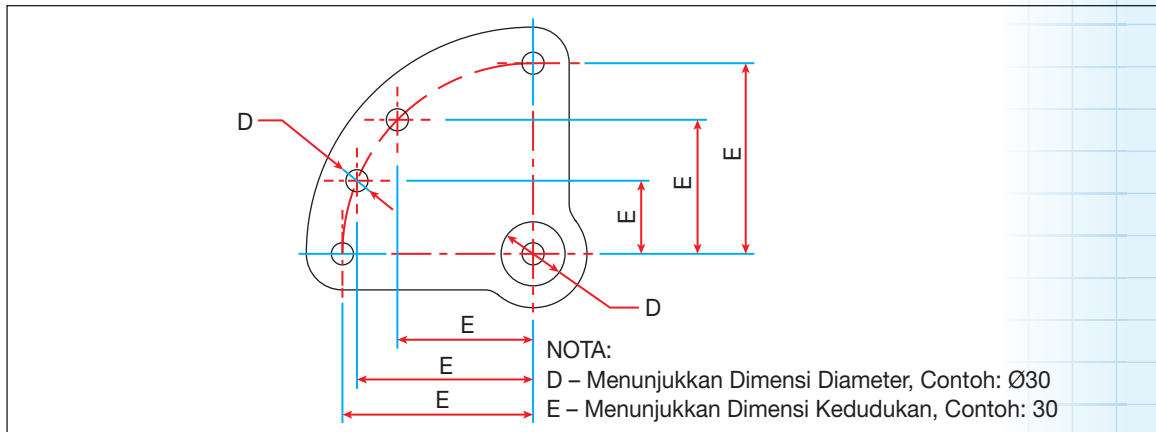 D
E
E
E
D
E
E
E
NOTA:
D – Menunjukkan Dimensi Diameter, Contoh: Ø30
E – Menunjukkan Dimensi Kedudukan, Contoh: 30